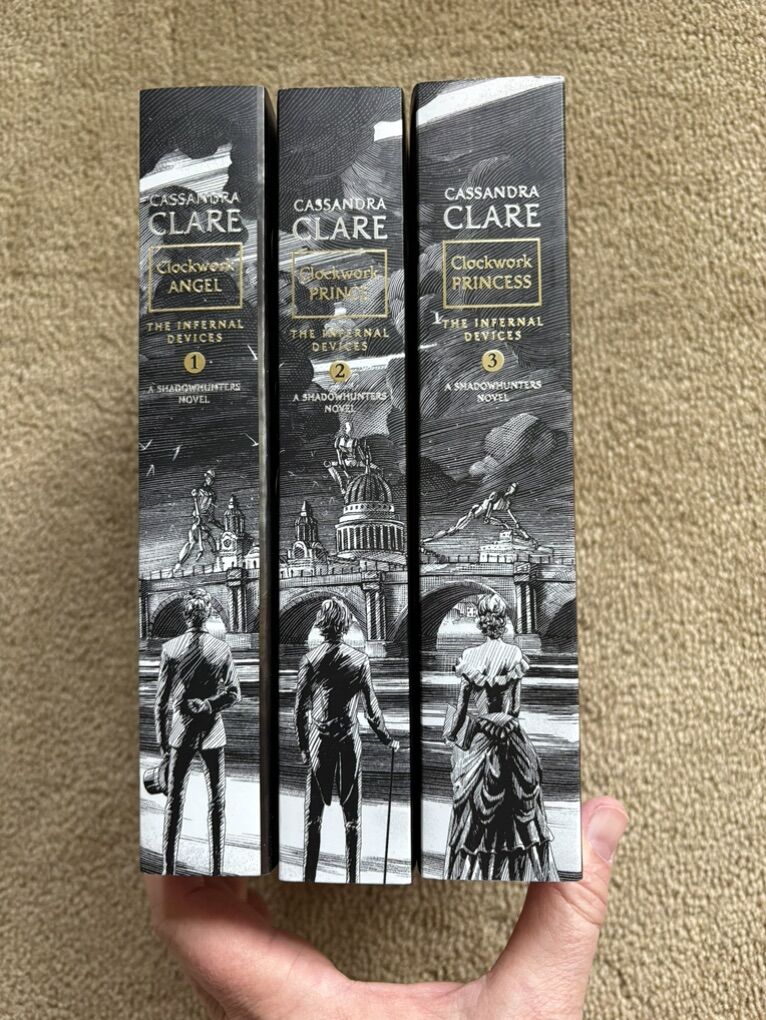 CASSANDRA
CLARE
Clockwork
ANGEL
THE INFERNAL
DEVICES
1
A SHADOWHUNTERS
NOVEL
CASSANDRA
CLARE
Clockwork
PRINCE
THE INFERNAL
DEVICES
2
A SHADOWHUNTERS
NOVEL
CASSANDRA
CLARE
Clockwork
PRINCESS
THE INFERNAL
DEVICES
3
A SHADOWHUNTERS
NOVEL